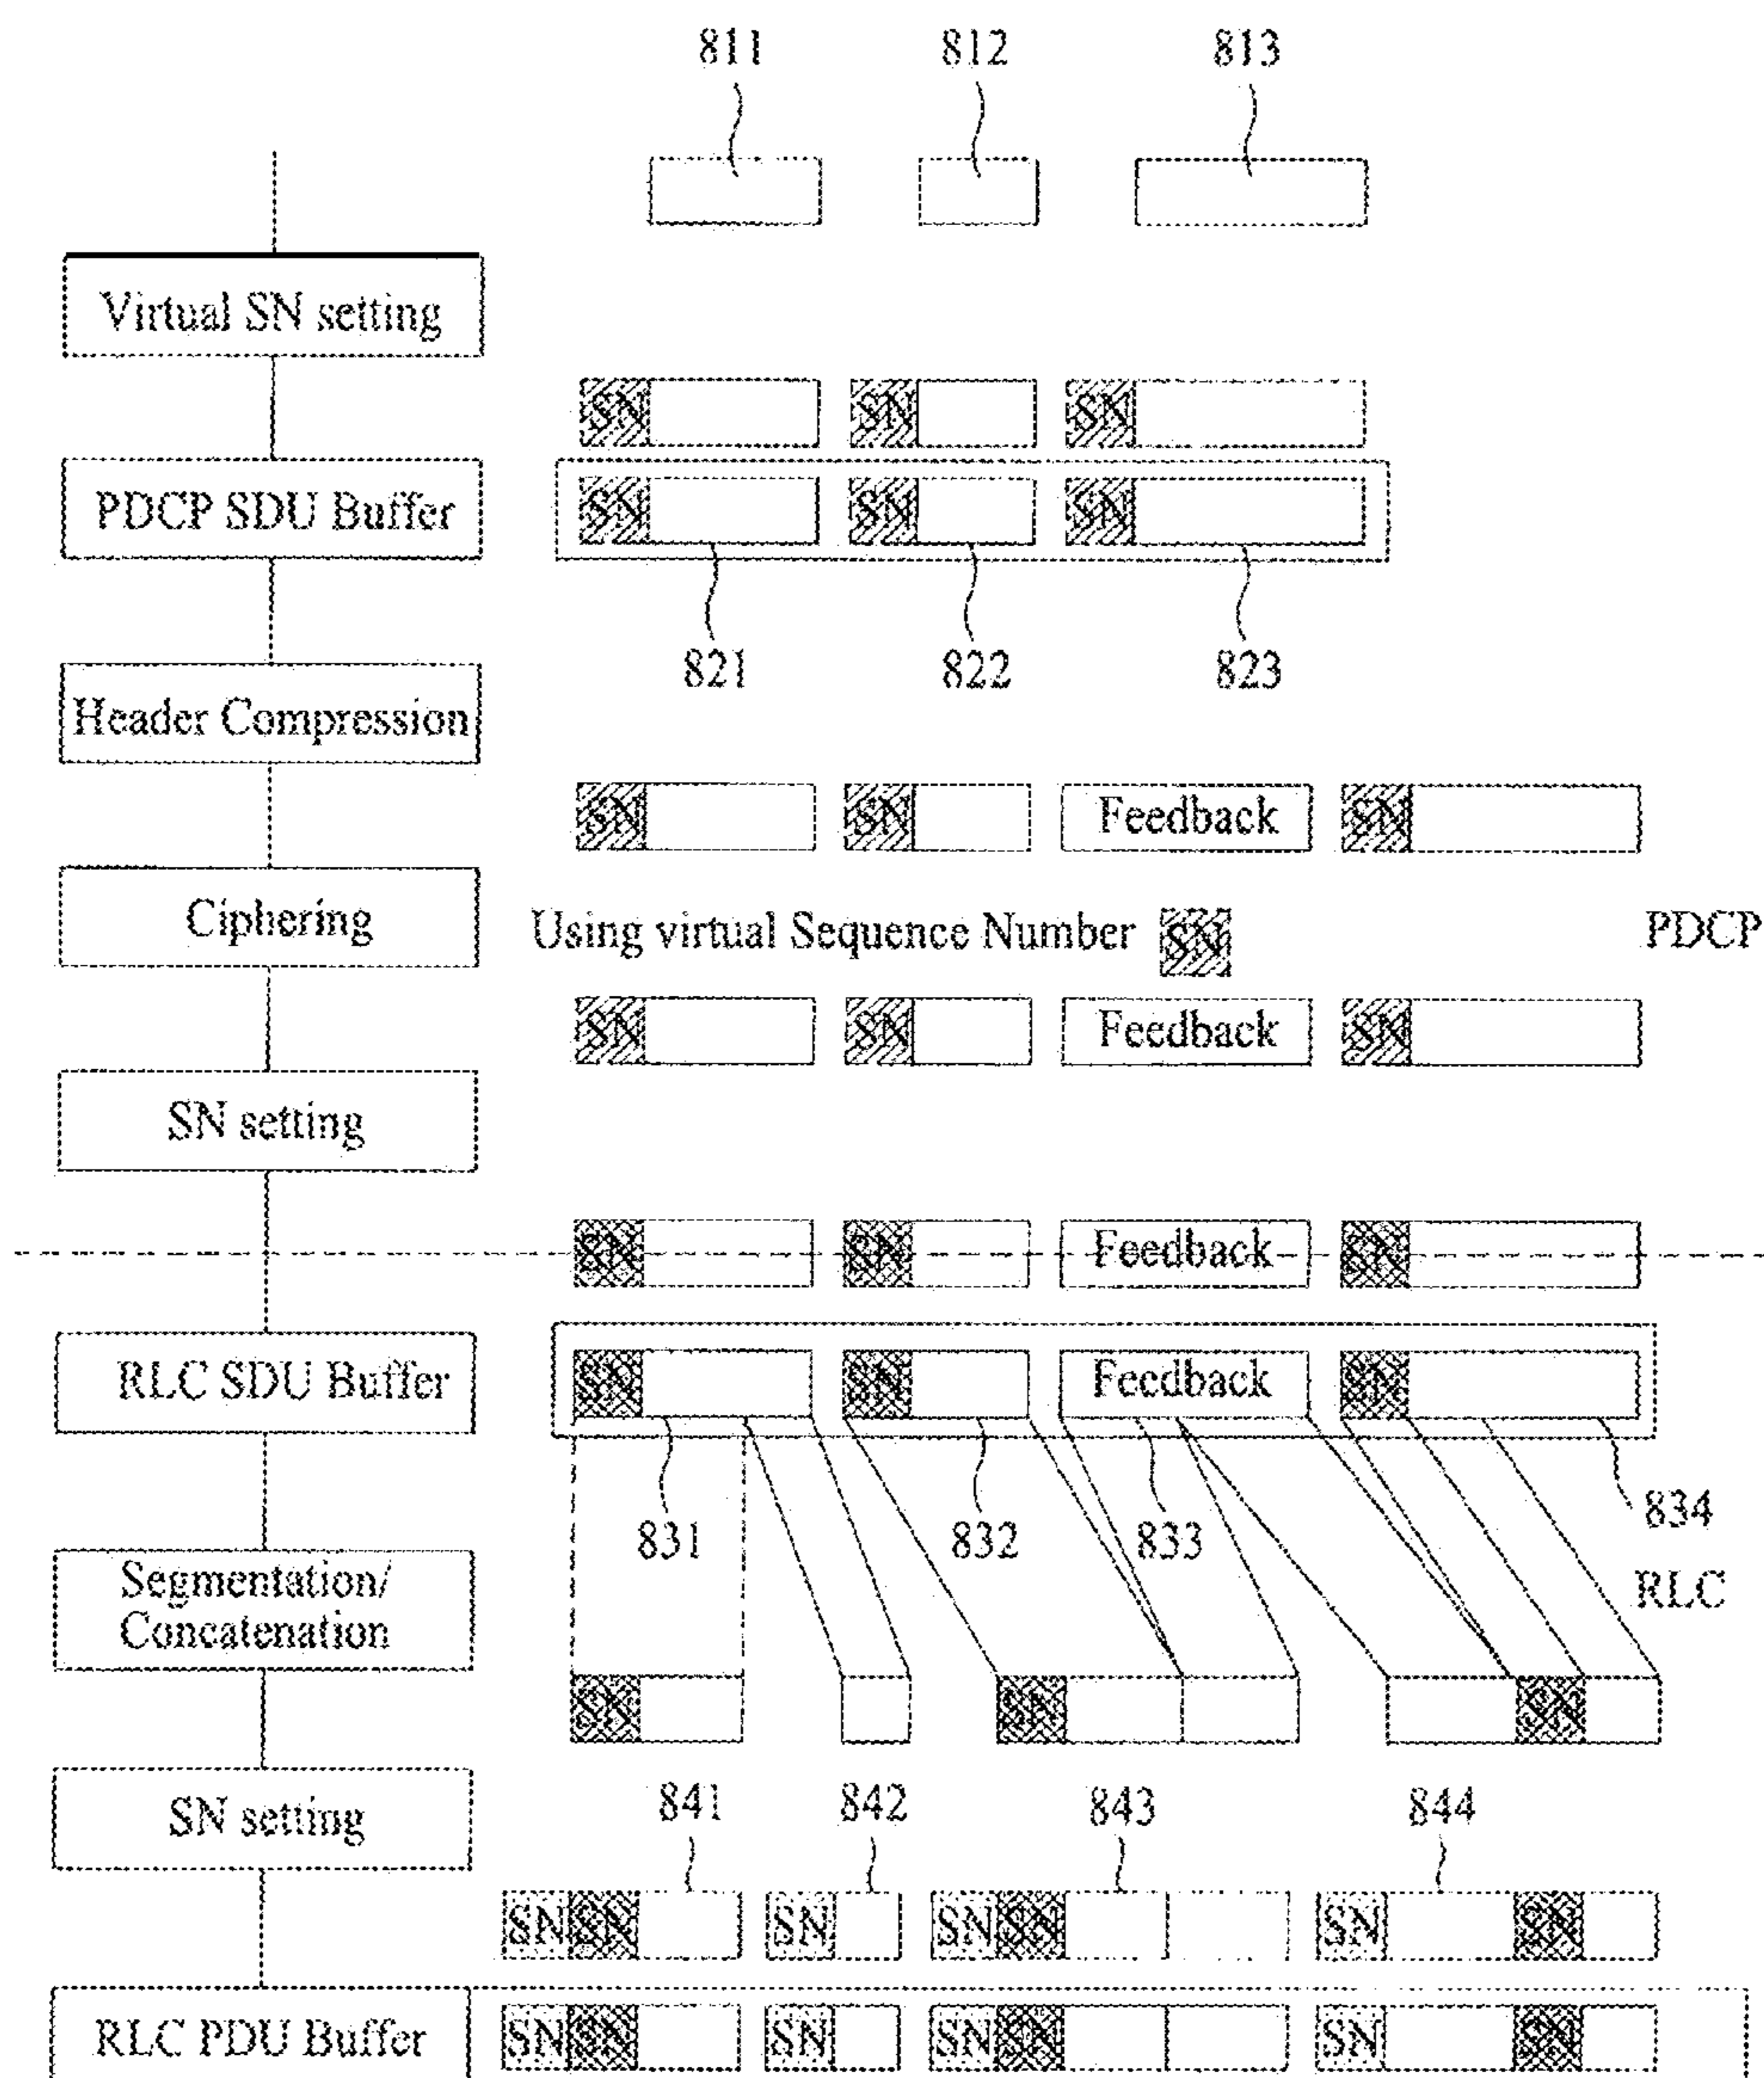 811 812 813
Virtual SN setting
SN SN SN
PDCP SDU Buffer
SN SN SN
821 822 823
Header Compression
SN SN Feedback SN
Ciphering
Using virtual Sequence Number SN
PDCP
SN SN Feedback SN
SN setting
SN SN Feedback SN
RLC SDU Buffer
SN SN Feedback SN
831 832 833 834
RLC
Segmentation/
Concatenation
SN SN SN
SN setting
841 842 843 844
SN SN SN SN SN SN SN
RLC PDU Buffer
SN SN SN SN SN SN SN